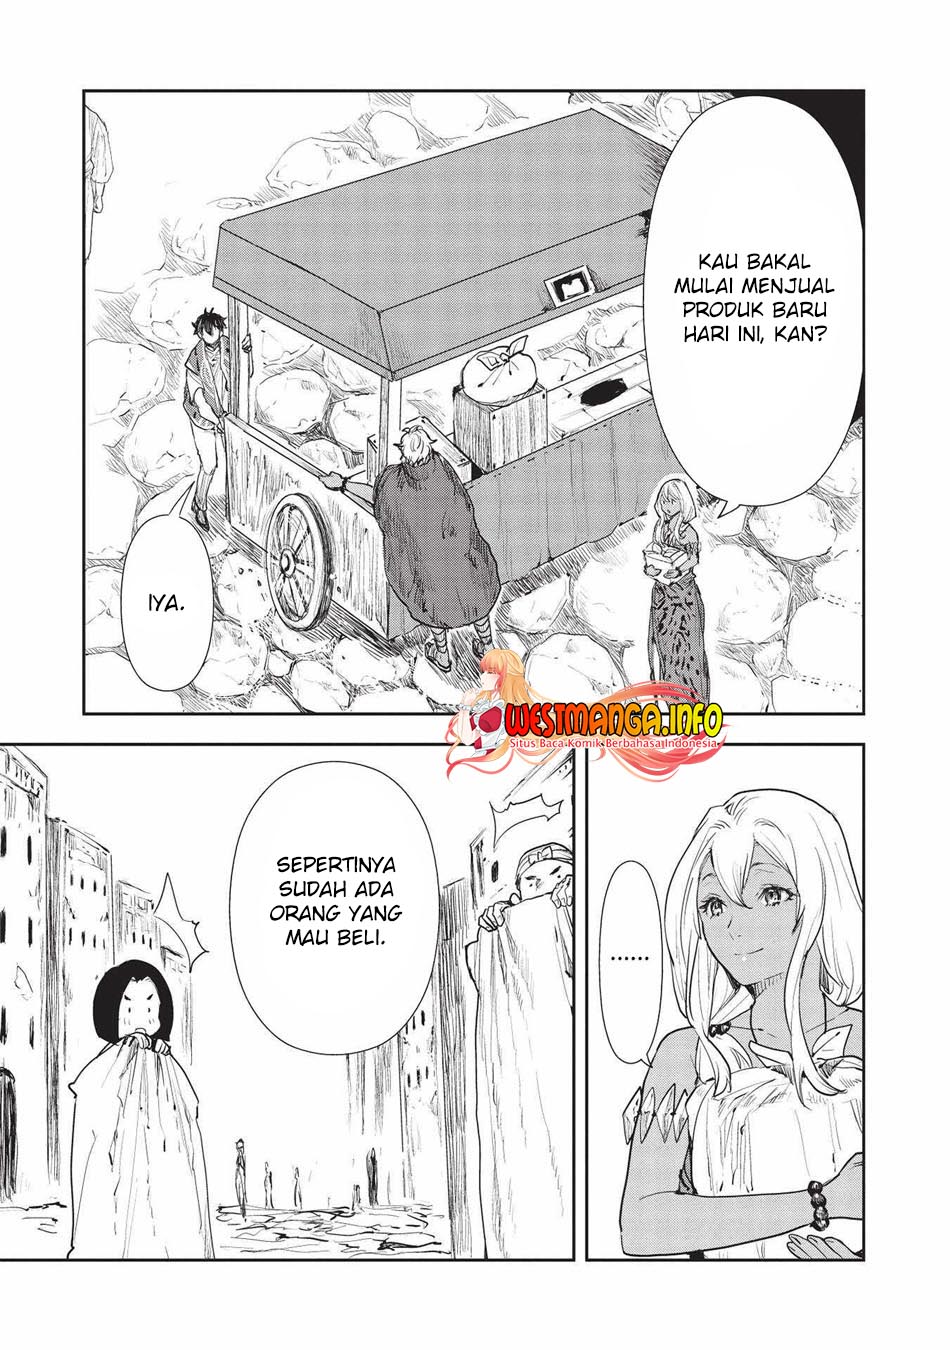 KAU BAKAL
MULAI MENJUAL
PRODUK BARU
HARI INI, KAN?
IYA.
WESTMANGA.INFO
Situs Baca Komik Berbahasa Indonesia
......
SEPERTINYA
SUDAH ADA
ORANG YANG
MAU BELI.